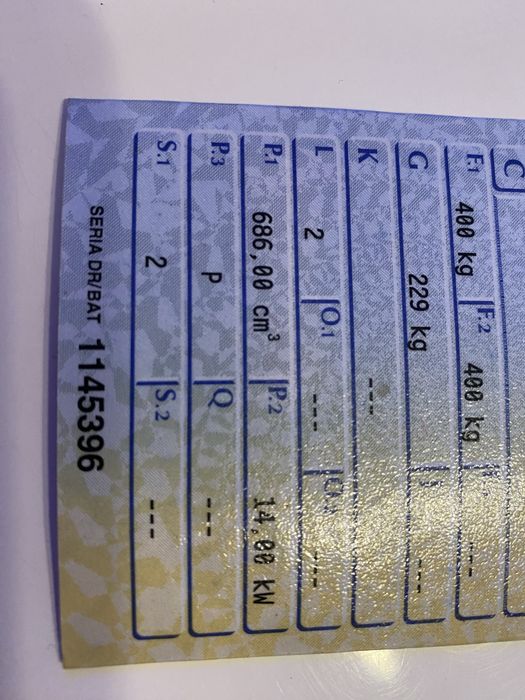 C
F.1 400 kg F.2 400 kg ---
G 229 kg ---
K ---
L 2 O.1 --- ---
P.1 686,00 cm³ P.2 14,00 kW
P.3 P Q ---
S.1 2 S.2 ---
SERIA DR/BAT 1145396